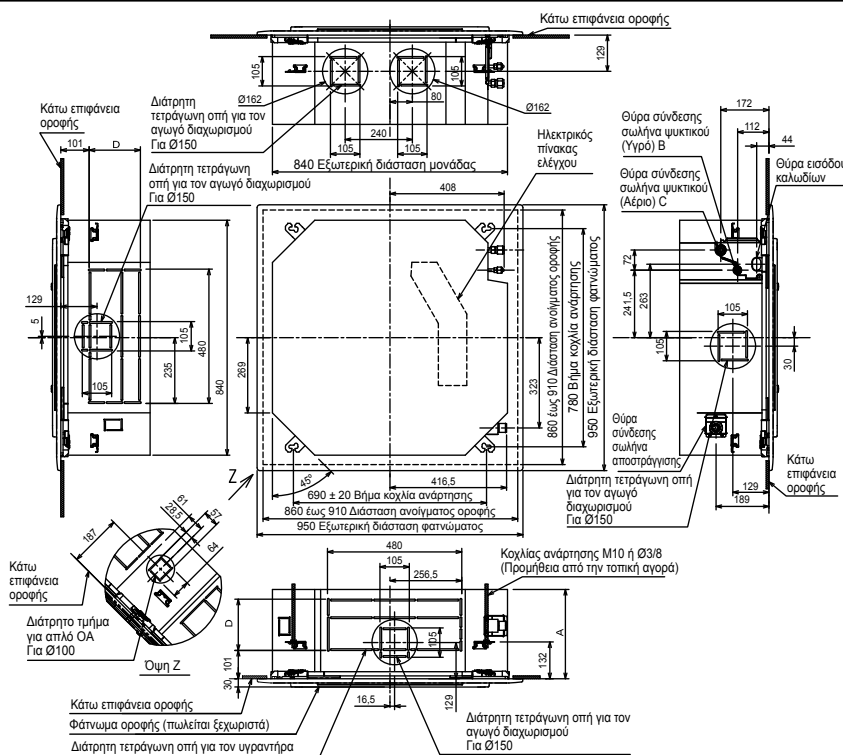 Κάτω επιφάνεια οροφής
129
105
105
Ø162
Ø162
80
240
105
105
840 Εξωτερική διάσταση μονάδας
Διάτρητη
τετράγωνη οπή για τον
αγωγό διαχωρισμού
Για Ø150
Κάτω επιφάνεια
οροφής
101
D
Διάτρητη τετράγωνη
οπή για τον αγωγό διαχωρισμού
Για Ø150
129
5
105
105
235
480
840
Ηλεκτρικός
πίνακας
ελέγχου
408
269
323
860 έως 910 Διάσταση ανοίγματος οροφής
780 Βήμα κοχλία ανάρτησης
950 Εξωτερική διάσταση φατνώματος
45°
416,5
690 ± 20 Βήμα κοχλία ανάρτησης
860 έως 910 Διάσταση ανοίγματος οροφής
950 Εξωτερική διάσταση φατνώματος
Z
172
112
44
Θύρα σύνδεσης
σωλήνα ψυκτικού
(Υγρό) B
Θύρα σύνδεσης
σωλήνα ψυκτικού
(Αέριο) C
Θύρα εισόδου
καλωδίων
72
241,5
263
105
105
30
Θύρα
σύνδεσης
σωλήνα
αποστράγγισης
Διάτρητη τετράγωνη οπή
για τον αγωγό
διαχωρισμού
Για Ø150
129
189
Κάτω
επιφάνεια
οροφής
187
61
28,5
57
64
Κάτω
επιφάνεια
οροφής
Διάτρητο τμήμα
για απλό OA
Για Ø100
Όψη Z
480
105
256,5
Κοχλίας ανάρτησης M10 ή Ø3/8
(Προμήθεια από την τοπική αγορά)
D
101
30
105
A
132
129
16,5
Κάτω επιφάνεια οροφής
Φάτνωμα οροφής (πωλείται ξεχωριστά)
Διάτρητη τετράγωνη οπή για τον υγραντήρα
Διάτρητη τετράγωνη οπή για τον
αγωγό διαχωρισμού
Για Ø150